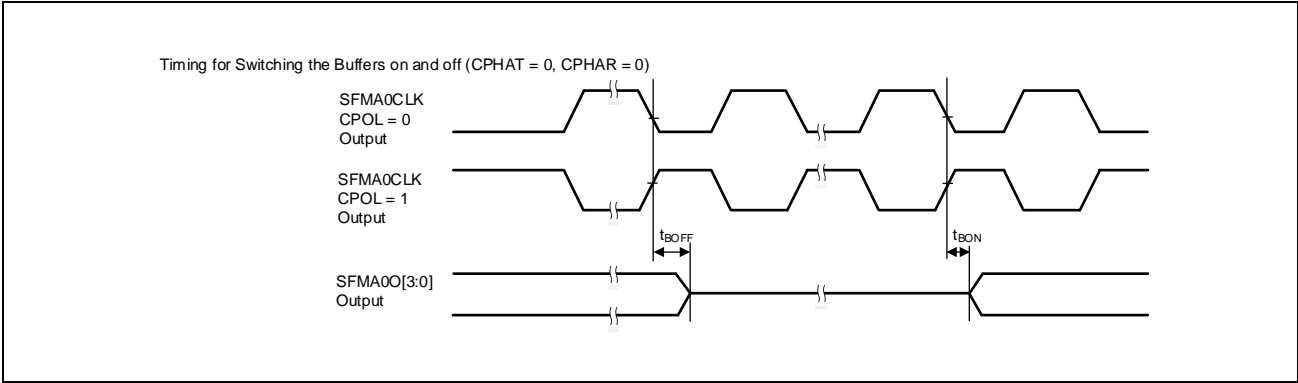 Timing for Switching the Buffers on and off (CPHAT = 0, CPHAR = 0)
SFMA0CLK
CPOL = 0
Output
SFMA0CLK
CPOL = 1
Output
tBOFF
tBON
SFMA0O[3:0]
Output